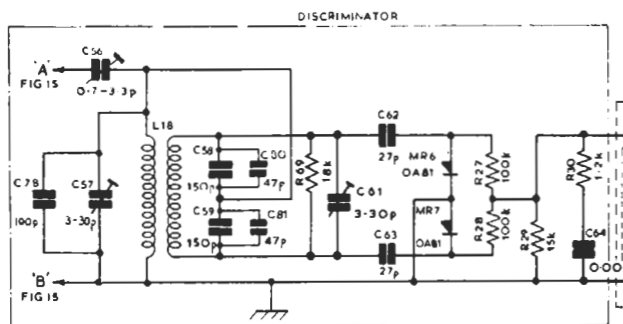 DISCRIMINATOR
'A'
FIG 15
C56
0·7-3·3p
L18
C78
100p
C57
3-30p
C58
150p
C80
47p
C59
150p
C81
47p
R69
18k
C61
3-30p
C62
27p
MR6
OA81
MR7
OA81
C63
27p
R27
100k
R28
100k
R29
15k
R30
1·2k
C64
0·00
'B'
FIG 15